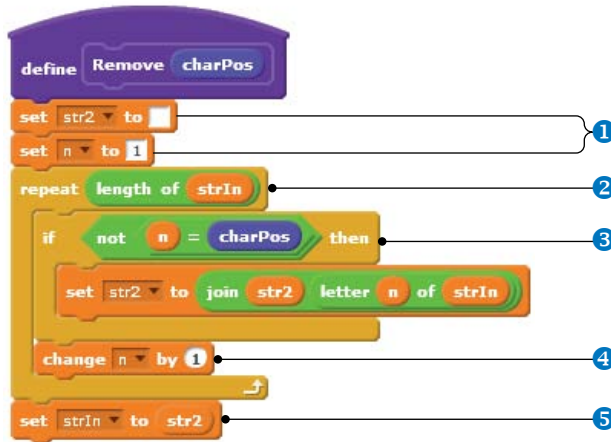 define Remove charPos
set str2 to
set n to 1
1
repeat length of strIn
2
if not n = charPos then
3
set str2 to join str2 letter n of strIn
change n by 1
4
set strIn to str2
5